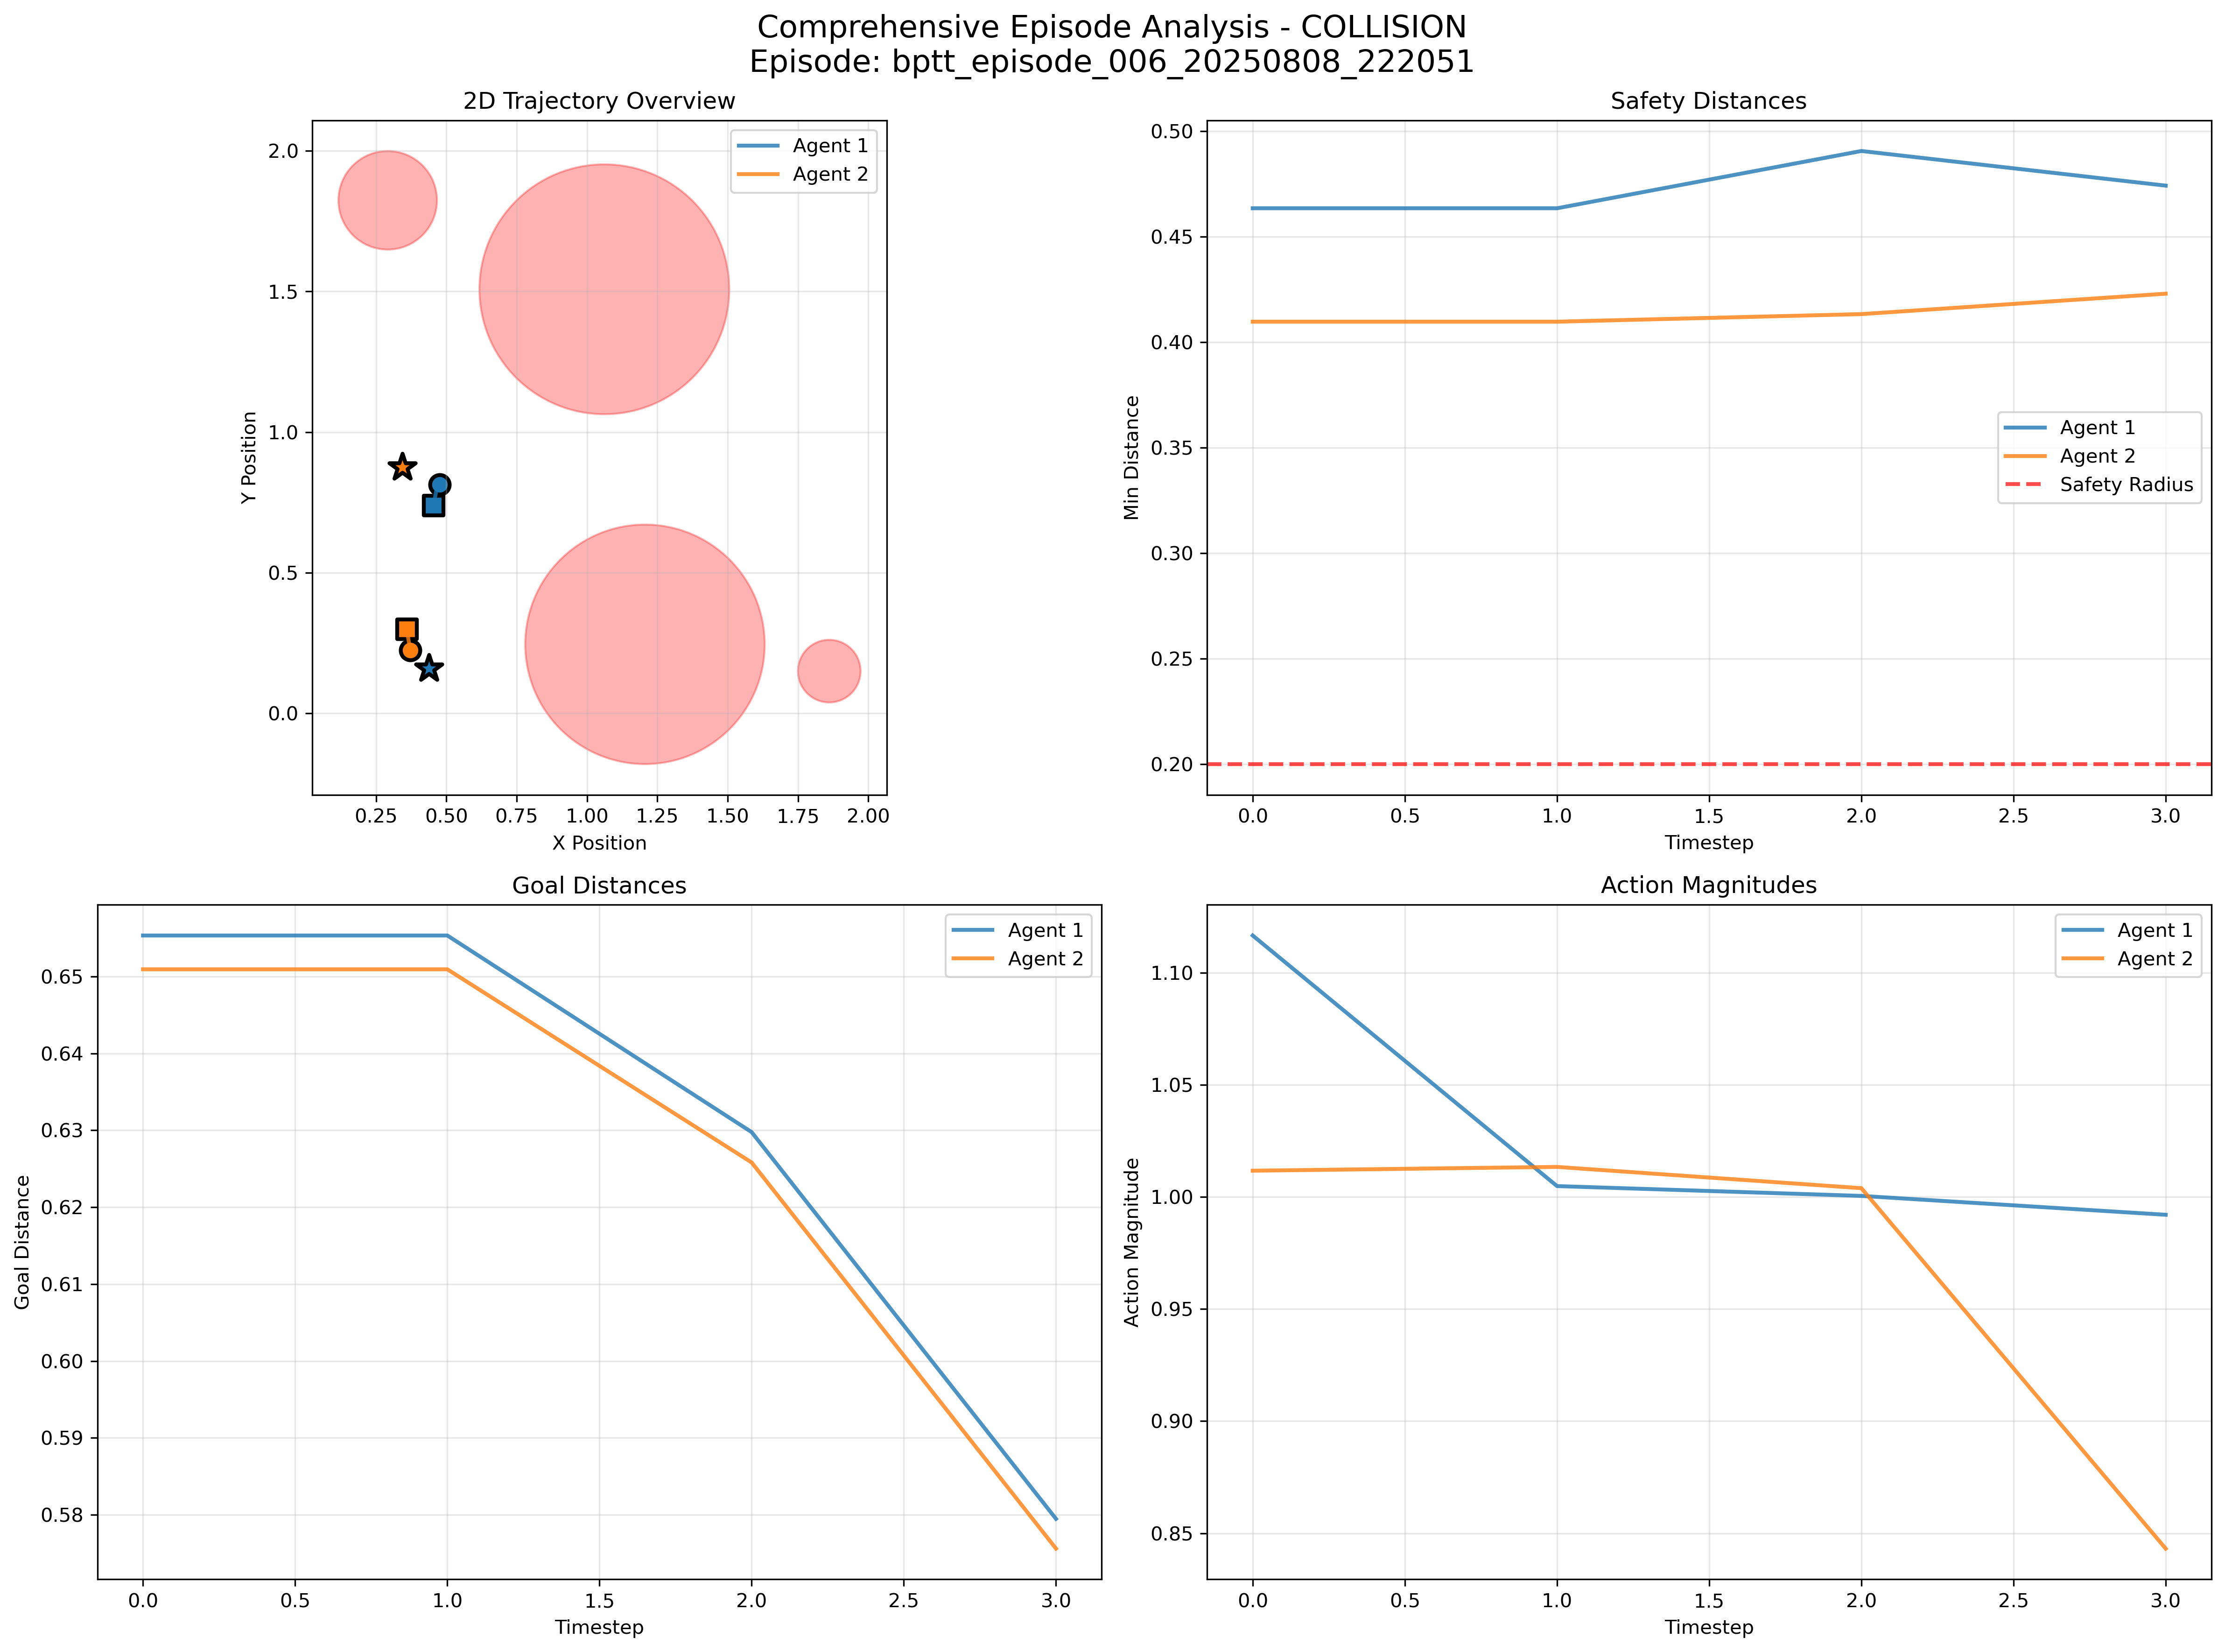 Comprehensive Episode Analysis - COLLISION
Episode: bptt_episode_006_20250808_222051
2D Trajectory Overview
Agent 1
Agent 2
Y Position
2.0
1.5
1.0
0.5
0.0
0.25 0.50 0.75 1.00 1.25 1.50 1.75 2.00
X Position
Safety Distances
Agent 1
Agent 2
Safety Radius
Min Distance
0.50
0.45
0.40
0.35
0.30
0.25
0.20
0.0 0.5 1.0 1.5 2.0 2.5 3.0
Timestep
Goal Distances
Agent 1
Agent 2
Goal Distance
0.65
0.64
0.63
0.62
0.61
0.60
0.59
0.58
0.0 0.5 1.0 1.5 2.0 2.5 3.0
Timestep
Action Magnitudes
Agent 1
Agent 2
Action Magnitude
1.10
1.05
1.00
0.95
0.90
0.85
0.0 0.5 1.0 1.5 2.0 2.5 3.0
Timestep